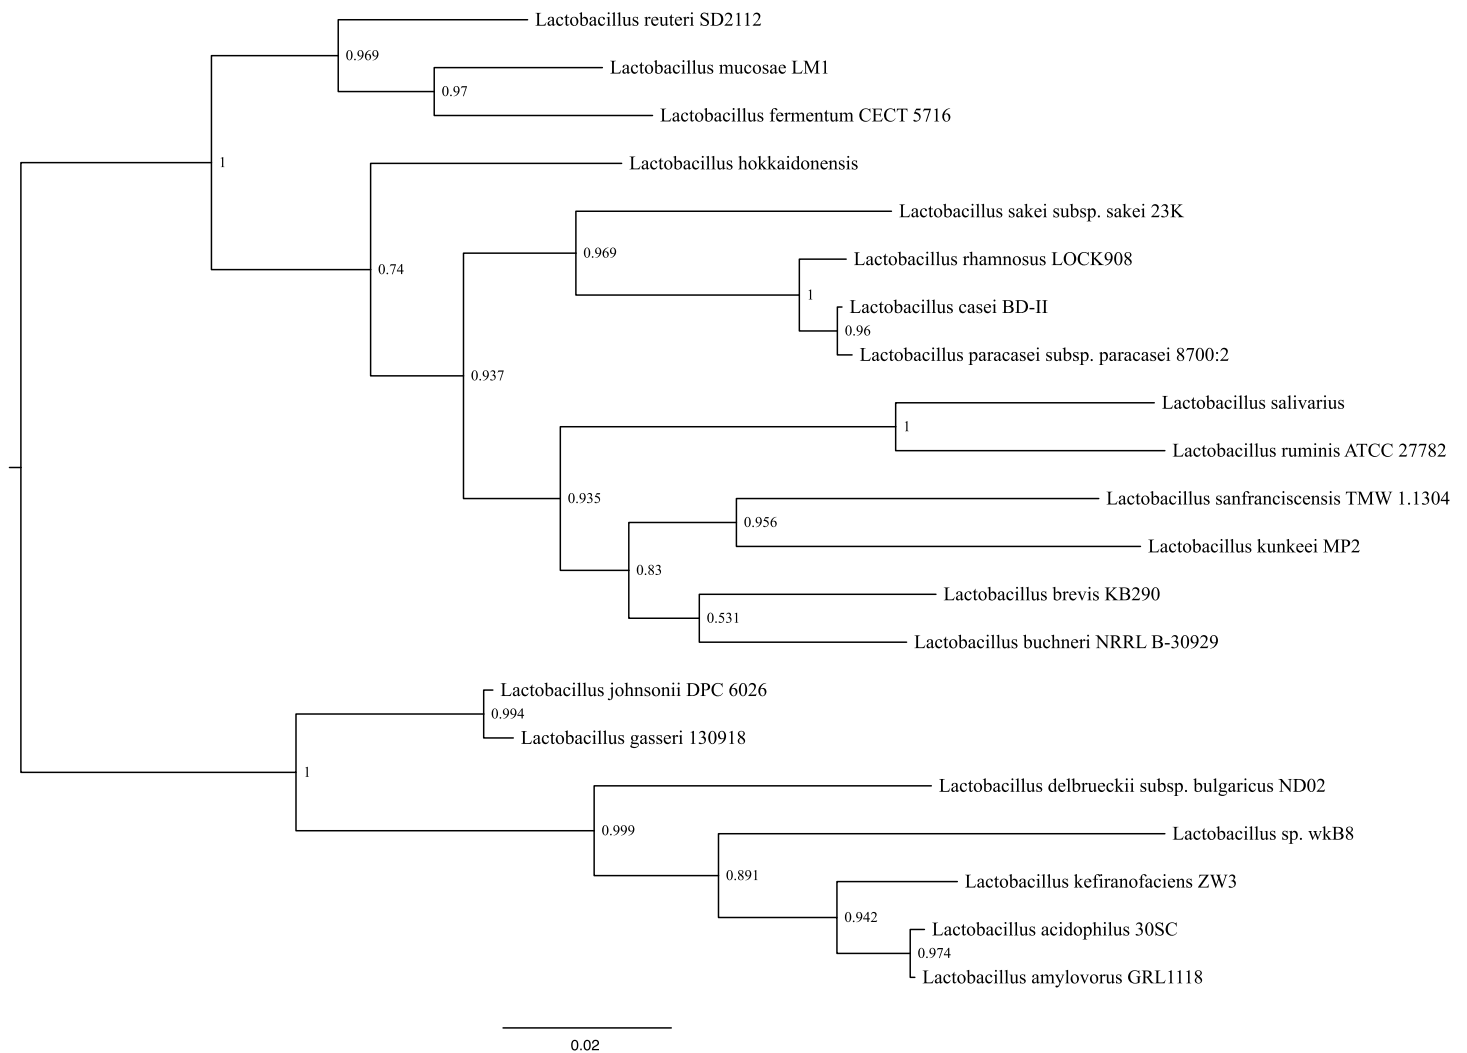 Lactobacillus reuteri SD2112
0.969
Lactobacillus mucosae LM1
0.97
Lactobacillus fermentum CECT 5716
1
Lactobacillus hokkaidonensis
Lactobacillus sakei subsp. sakei 23K
0.969
Lactobacillus rhamnosus LOCK908
0.74
1
Lactobacillus casei BD-II
0.96
Lactobacillus paracasei subsp. paracasei 8700:2
0.937
Lactobacillus salivarius
1
Lactobacillus ruminis ATCC 27782
0.935
Lactobacillus sanfranciscensis TMW 1.1304
0.956
Lactobacillus kunkeei MP2
0.83
Lactobacillus brevis KB290
0.531
Lactobacillus buchneri NRRL B-30929
Lactobacillus johnsonii DPC 6026
0.994
Lactobacillus gasseri 130918
1
Lactobacillus delbrueckii subsp. bulgaricus ND02
0.999
Lactobacillus sp. wkB8
0.891
Lactobacillus kefiranofaciens ZW3
0.942
Lactobacillus acidophilus 30SC
0.974
Lactobacillus amylovorus GRL1118
0.02